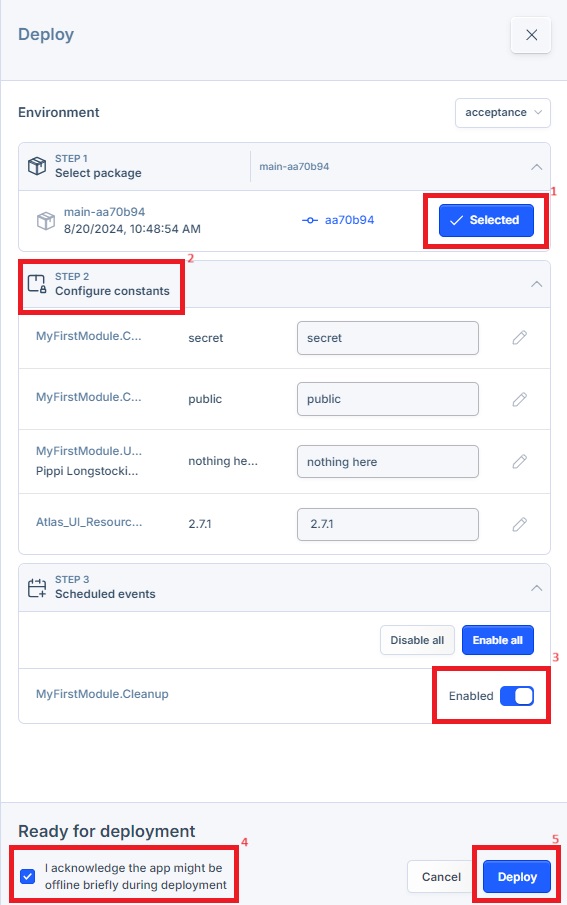 Deploy
Environment
acceptance
STEP 1
Select package
main-aa70b94
1
main-aa70b94
8/20/2024, 10:48:54 AM
aa70b94
Selected
2
STEP 2
Configure constants
MyFirstModule.C...
secret
secret
MyFirstModule.C...
public
public
MyFirstModule.U...
Pippi Longstocki...
nothing he...
nothing here
Atlas_UI_Resourc...
2.7.1
2.7.1
STEP 3
Scheduled events
Disable all
Enable all
3
MyFirstModule.Cleanup
Enabled
Ready for deployment
4
I acknowledge the app might be
offline briefly during deployment
Cancel
5
Deploy